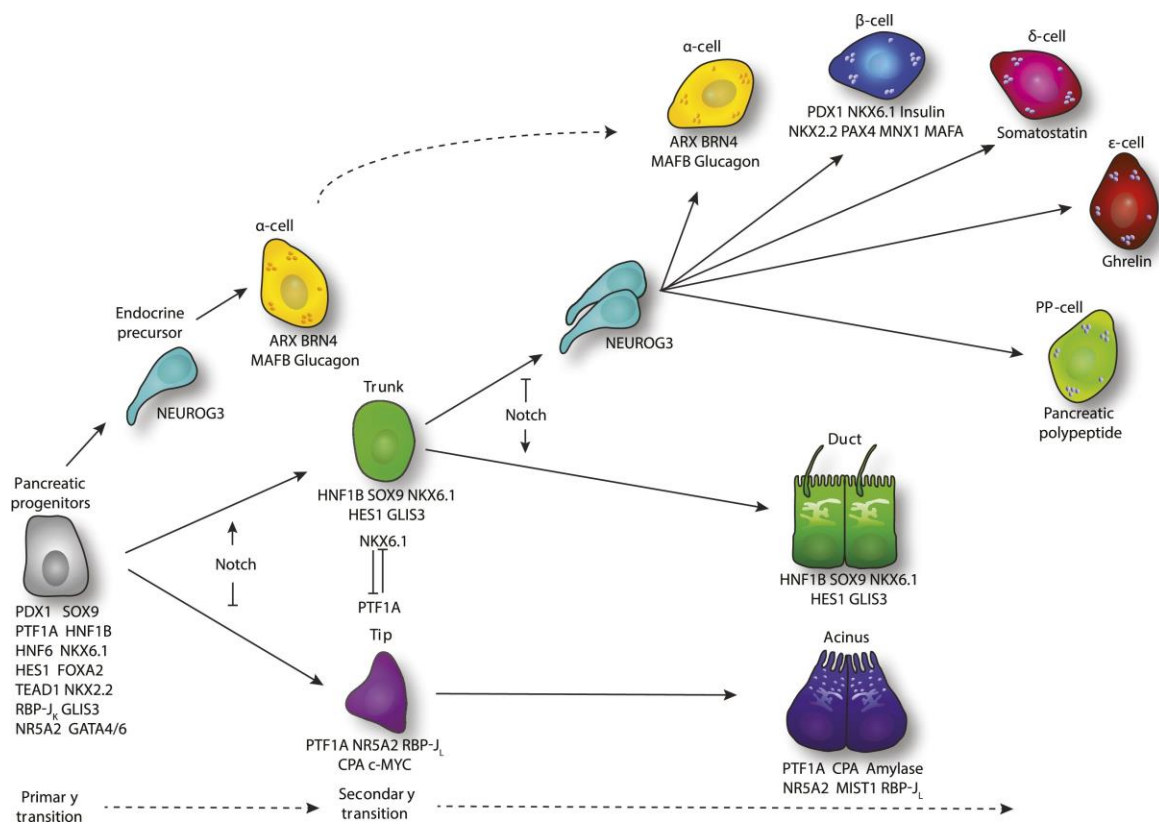 β-cell
PDX1 NKX6.1 Insulin
NKX2.2 PAX4 MNX1 MAFA
δ-cell
Somatostatin
α-cell
ARX BRN4
MAFB Glucagon
ε-cell
Ghrelin
α-cell
ARX BRN4
MAFB Glucagon
Endocrine
precursor
NEUROG3
NEUROG3
PP-cell
Pancreatic
polypeptide
Trunk
HNF1B SOX9 NKX6.1
HES1 GLIS3
Notch
Duct
HNF1B SOX9 NKX6.1
HES1 GLIS3
Pancreatic
progenitors
PDX1 SOX9
PTF1A HNF1B
HNF6 NKX6.1
HES1 FOXA2
TEAD1 NKX2.2
RBP-JK GLIS3
NR5A2 GATA4/6
Notch
NKX6.1
PTF1A
Tip
PTF1A NR5A2 RBP-JL
CPA c-MYC
Acinus
PTF1A CPA Amylase
NR5A2 MIST1 RBP-JL
Primar y
transition
Secondar y
transition